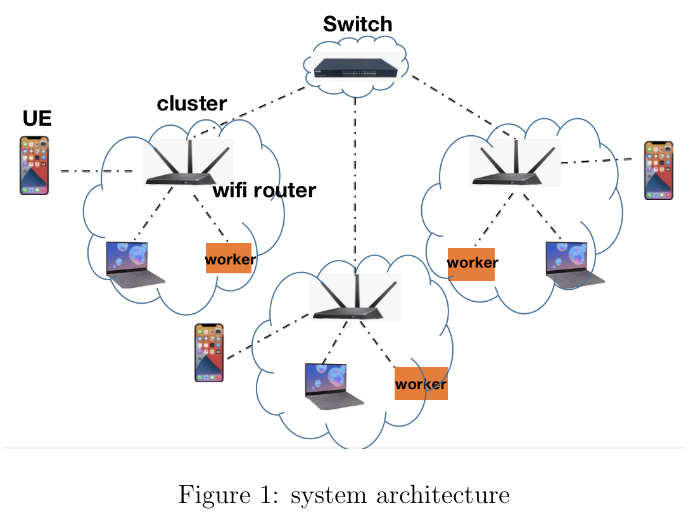 Switch
cluster
UE
wifi router
worker
worker
worker
Figure 1: system architecture